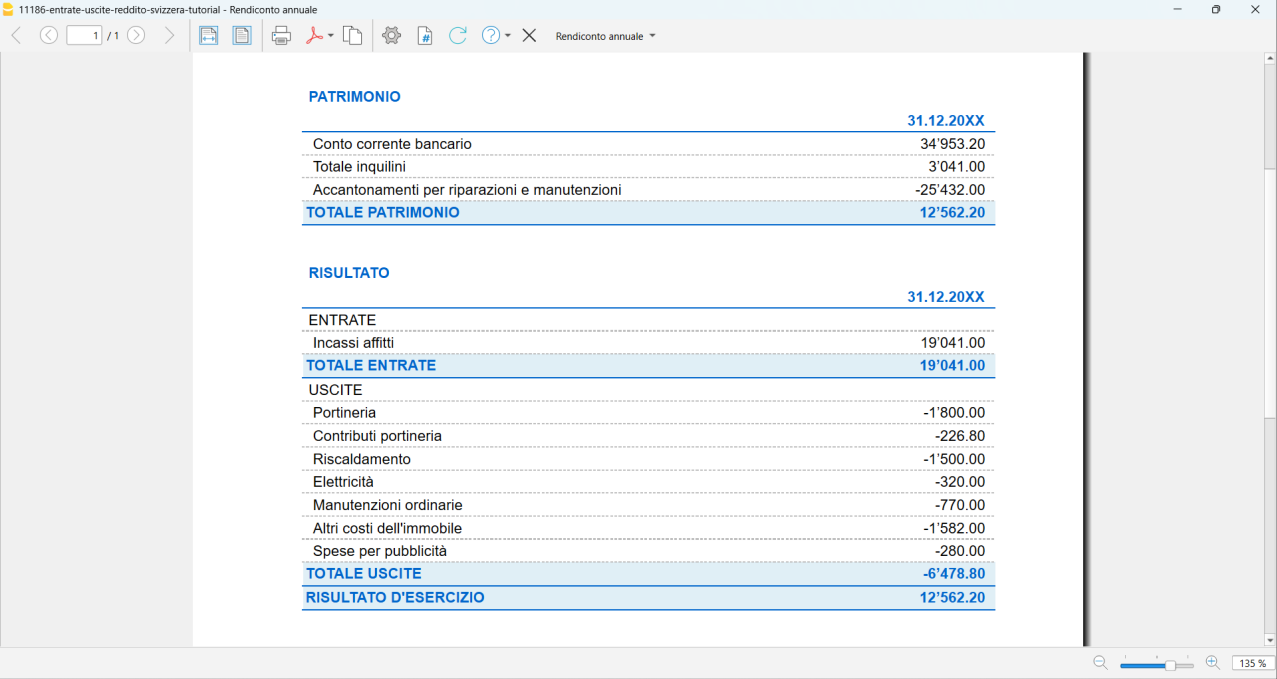 11186-entrate-uscite-reddito-svizzera-tutorial - Rendiconto annuale
1 / 1 # ? Rendiconto annuale
PATRIMONIO
31.12.20XX
Conto corrente bancario 34'953.20
Totale inquilini 3'041.00
Accantonamenti per riparazioni e manutenzioni -25'432.00
TOTALE PATRIMONIO 12'562.20
RISULTATO
31.12.20XX
ENTRATE
Incassi affitti 19'041.00
TOTALE ENTRATE 19'041.00
USCITE
Portineria -1'800.00
Contributi portineria -226.80
Riscaldamento -1'500.00
Elettricità -320.00
Manutenzioni ordinarie -770.00
Altri costi dell'immobile -1'582.00
Spese per pubblicità -280.00
TOTALE USCITE -6'478.80
RISULTATO D'ESERCIZIO 12'562.20
135 %